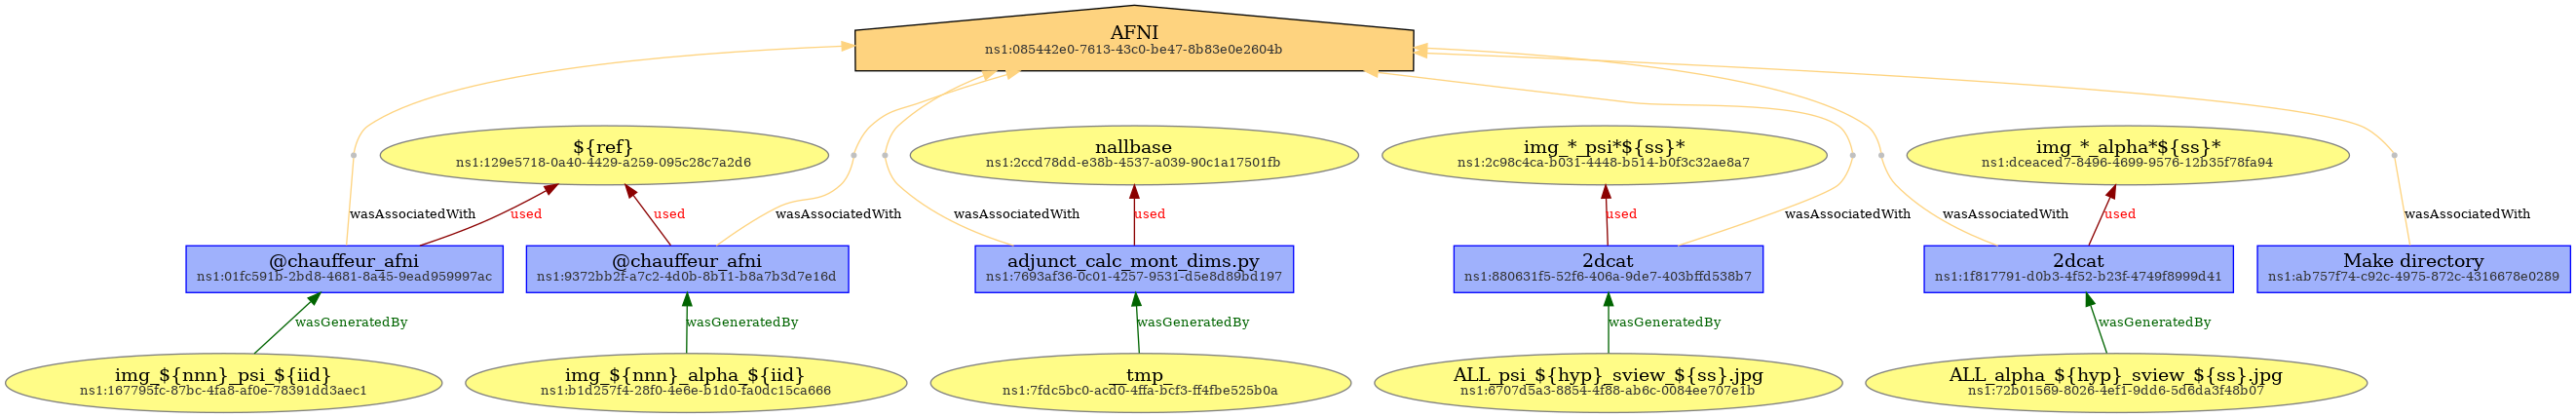 AFNI
ns1:085442e0-7613-43c0-be47-8b83e0e2604b
${ref}
ns1:129e5718-0a40-4429-a259-095c28c7a2d6
nallbase
ns1:2ccd78dd-e38b-4537-a039-90c1a17501fb
img_*_psi*${ss}*
ns1:2c98c4ca-b031-4448-b514-b0f3c32ae8a7
img_*_alpha*${ss}*
ns1:dceaced7-8496-4699-9576-12b35f78fa94
wasAssociatedWith
used
used
wasAssociatedWith
wasAssociatedWith
used
used
wasAssociatedWith
wasAssociatedWith
used
wasAssociatedWith
@chauffeur_afni
ns1:01fc591b-2bd8-4681-8a45-9ead959997ac
@chauffeur_afni
ns1:9372bb2f-a7c2-4d0b-8b11-b8a7b3d7e16d
adjunct_calc_mont_dims.py
ns1:7693af36-0c01-4257-9531-d5e8d89bd197
2dcat
ns1:880631f5-52f6-406a-9de7-403bffd538b7
2dcat
ns1:1f817791-d0b3-4f52-b23f-4749f8999d41
Make directory
ns1:ab757f74-c92c-4975-872c-4316678e0289
wasGeneratedBy
wasGeneratedBy
wasGeneratedBy
wasGeneratedBy
wasGeneratedBy
img_${nnn}_psi_${iid}
ns1:167795fc-87bc-4fa8-af0e-78391dd3aec1
img_${nnn}_alpha_${iid}
ns1:b1d257f4-28f0-4e6e-b1d0-fa0dc15ca666
__tmp_
ns1:7fdc5bc0-acd0-4ffa-bcf3-ff4fbe525b0a
ALL_psi_${hyp}_sview_${ss}.jpg
ns1:6707d5a3-8854-4f88-ab6c-0084ee707e1b
ALL_alpha_${hyp}_sview_${ss}.jpg
ns1:72b01569-8026-4ef1-9dd6-5d6da3f48b07